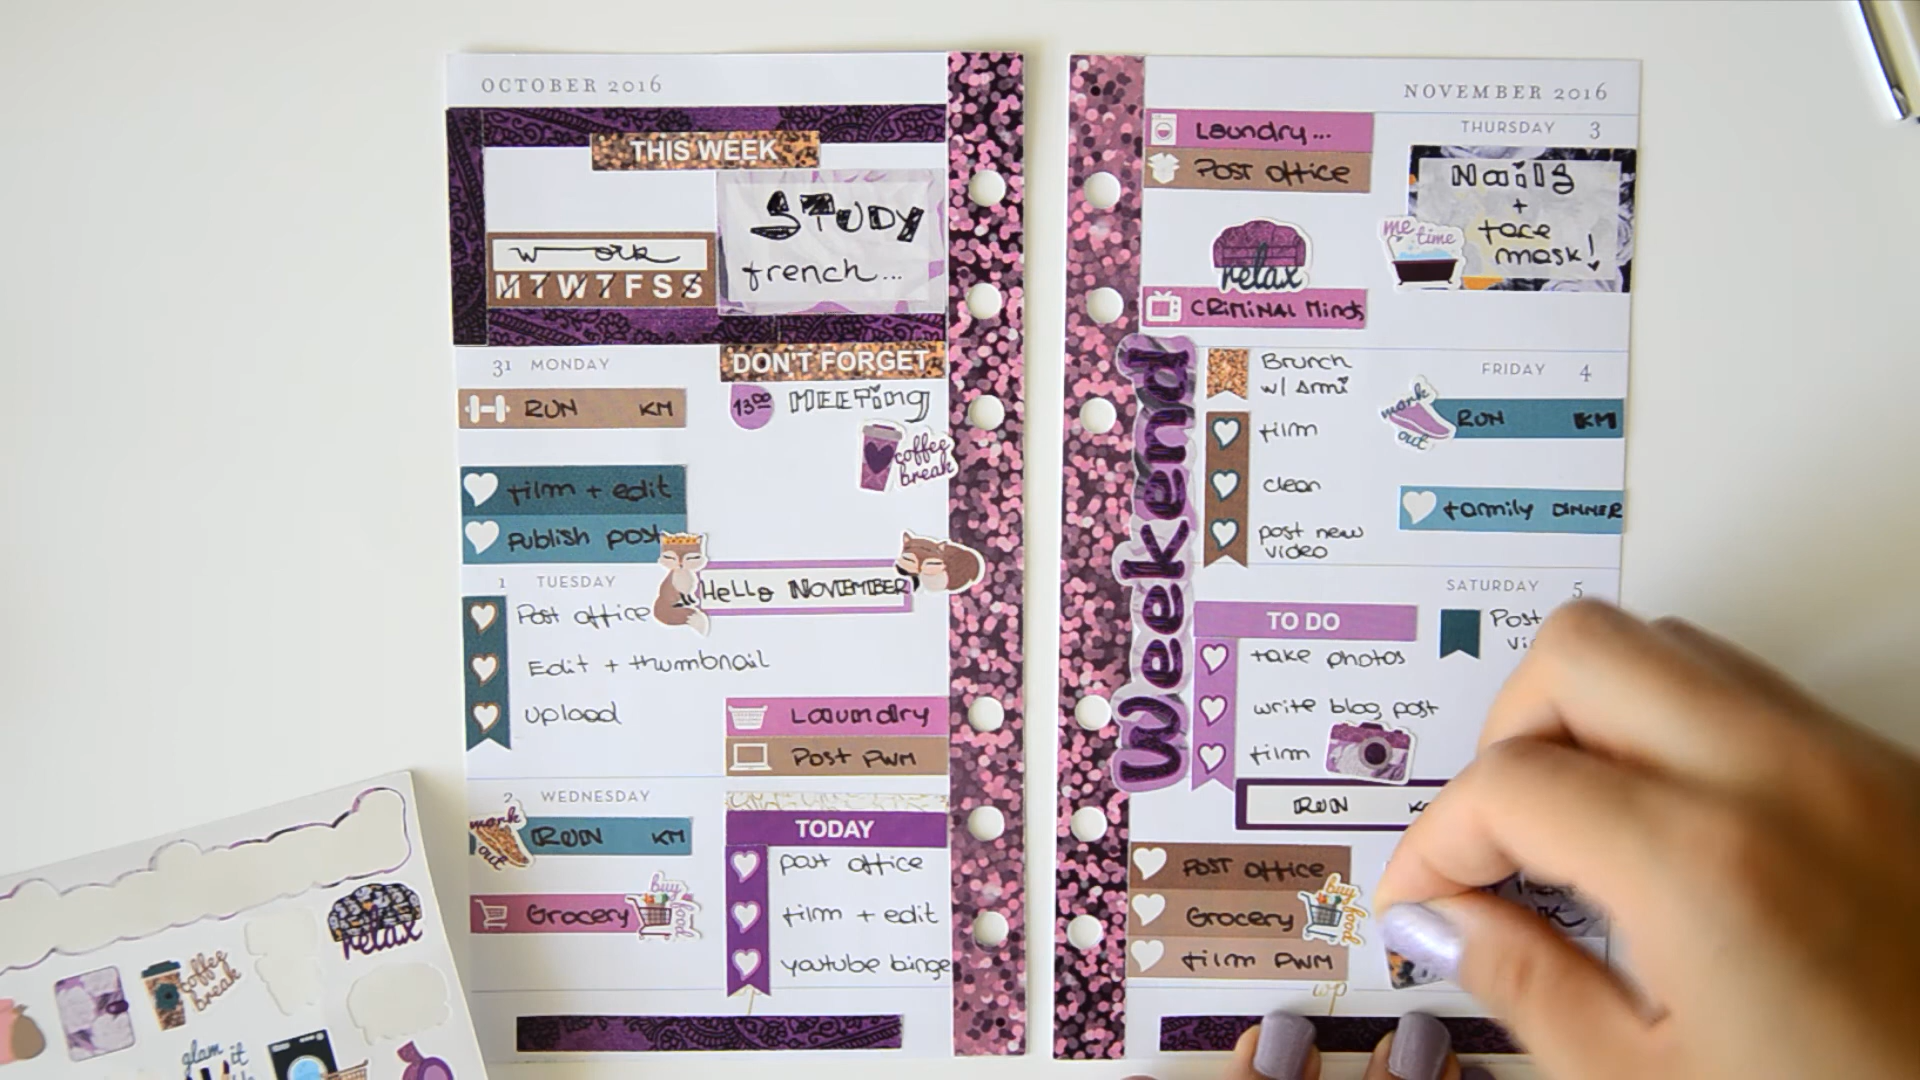 OCTOBER 2016
THIS WEEK
STUDY
french...
work
M T W T F S S
31 MONDAY
DON'T FORGET
RUN KM
13:00 MEETING
coffee
break
film + edit
Publish post
1 TUESDAY
Hello NOVEMBER
Post office
Edit + thumbnail
upload
Laundry
Post PWM
2 WEDNESDAY
work
out
RUN KM
TODAY
post office
Grocery
buy
food
film + edit
youtube binge
NOVEMBER 2016
THURSDAY 3
Laundry...
Post office
Nails
+
face
mask!
me
time
relax
CRIMINAL Minds
Weekend
FRIDAY 4
Brunch
w/ Armi
work
out
RUN KM
film
clean
family DINNER
post new
video
SATURDAY 5
TO DO
Post
take photos
write blog post
film
RUN
POST OFFICE
Grocery
buy
food
film PWM
relax
coffee
break
glam it